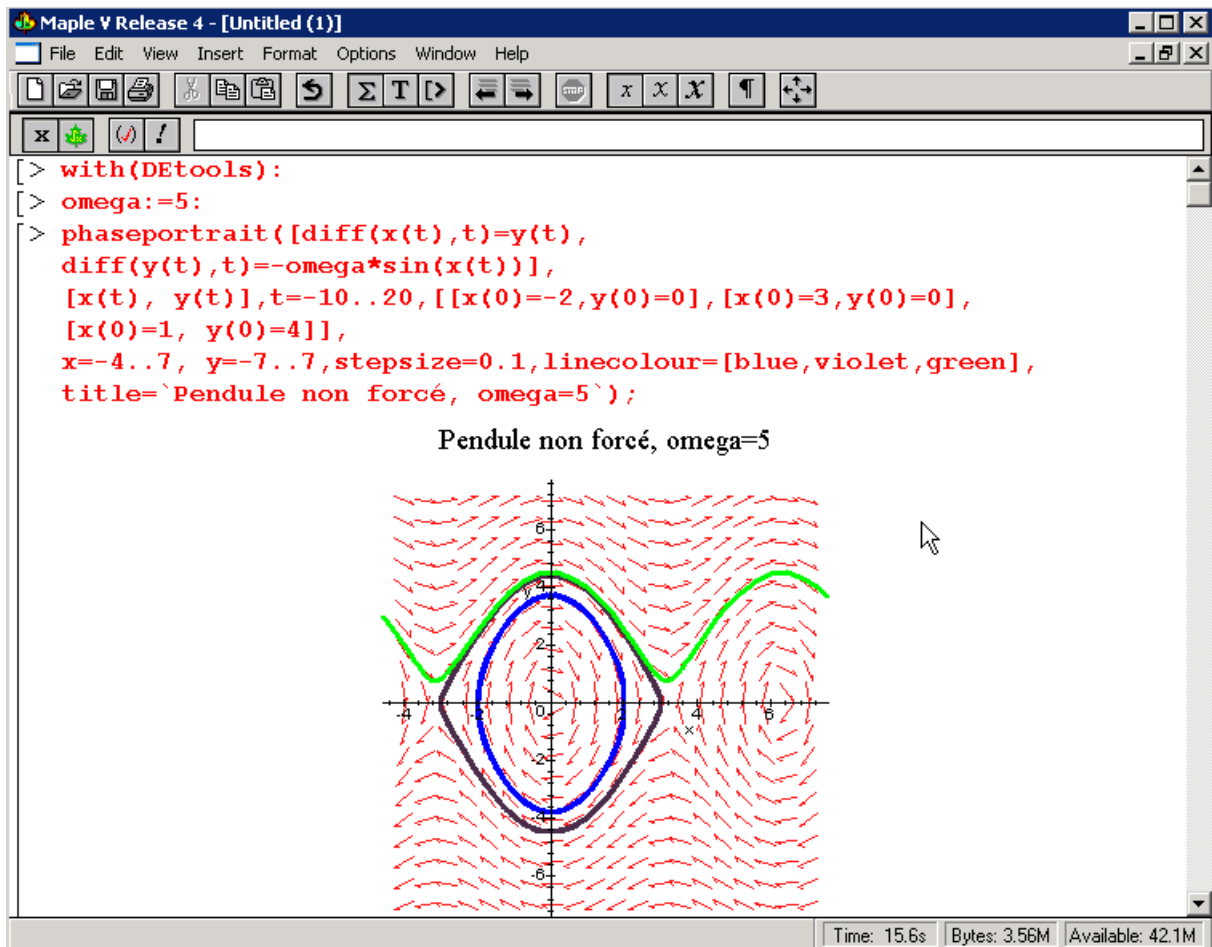 Maple V Release 4 - [Untitled (1)]
File Edit View Insert Format Options Window Help
Σ T [> STOP x x x ¶
x (√) !
[> with(DEtools):
[> omega:=5:
[> phaseportrait([diff(x(t),t)=y(t),
diff(y(t),t)=-omega*sin(x(t))],
[x(t), y(t)],t=-10..20,[[x(0)=-2,y(0)=0],[x(0)=3,y(0)=0],
[x(0)=1, y(0)=4]],
x=-4..7, y=-7..7,stepsize=0.1,linecolour=[blue,violet,green],
title=`Pendule non forcé, omega=5`);
Pendule non forcé, omega=5
6
4
y
2
-4 -2 0 2 4 6
x
-2
-4
-6
Time: 15.6s Bytes: 3.56M Available: 42.1M